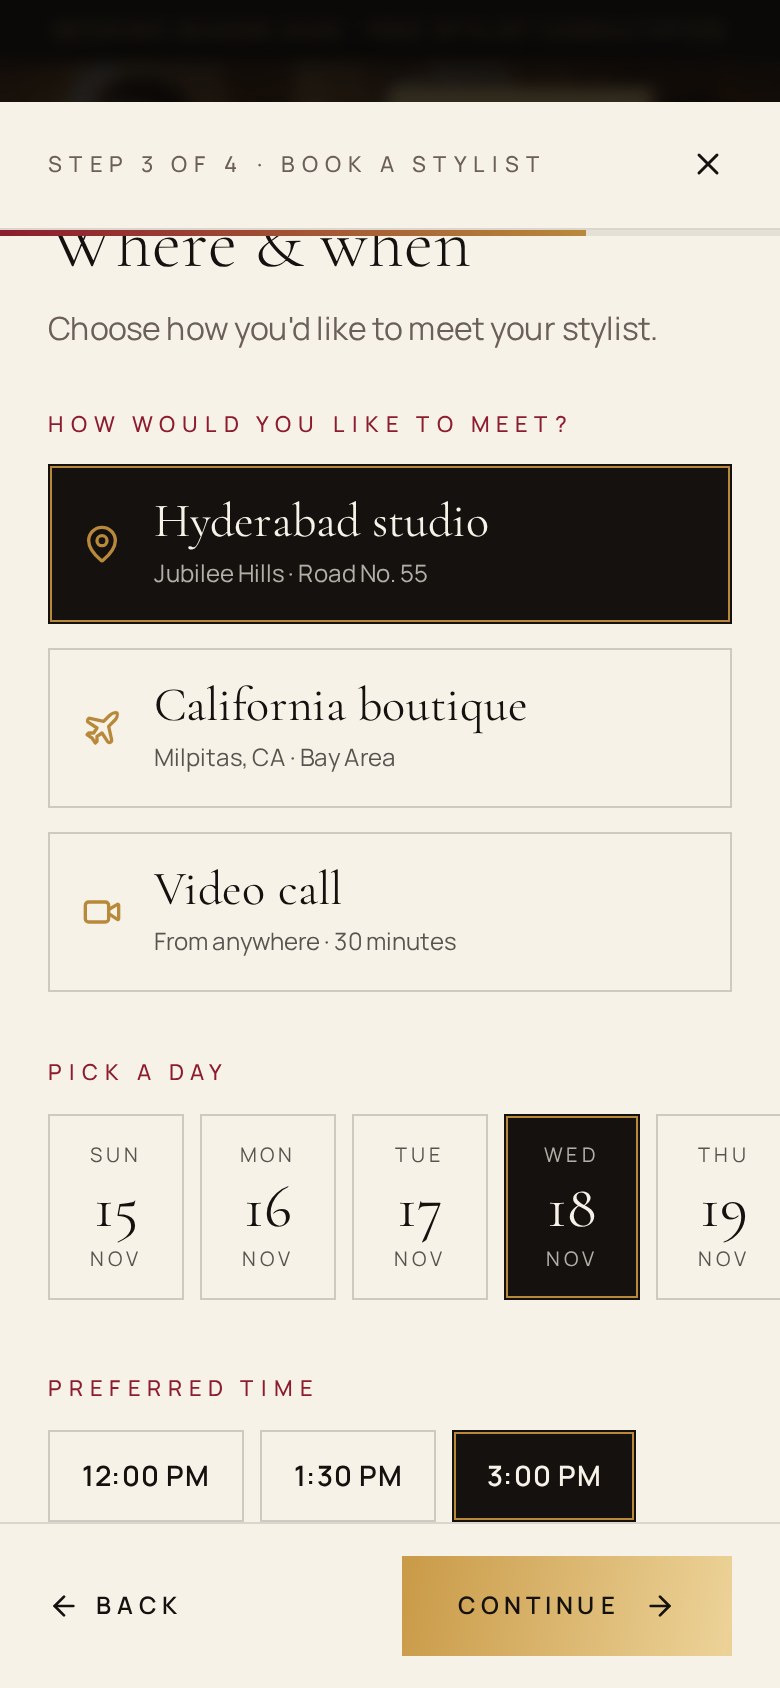 STEP 3 OF 4 · BOOK A STYLIST
Where & when
Choose how you'd like to meet your stylist.
HOW WOULD YOU LIKE TO MEET?
Hyderabad studio
Jubilee Hills · Road No. 55
California boutique
Milpitas, CA · Bay Area
Video call
From anywhere · 30 minutes
PICK A DAY
SUN MON TUE WED THU
15 16 17 18 19
NOV NOV NOV NOV NOV
PREFERRED TIME
12:00 PM 1:30 PM 3:00 PM
BACK CONTINUE